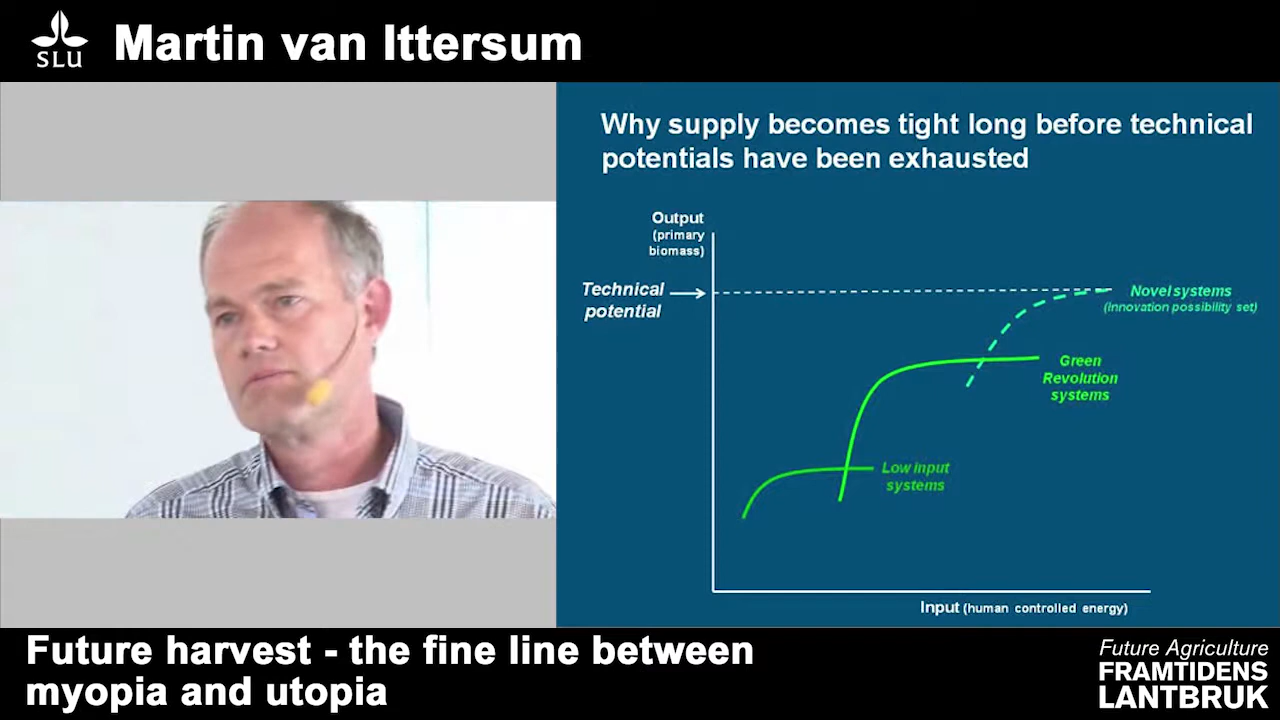 SLU
Martin van Ittersum
Why supply becomes tight long before technical
potentials have been exhausted
Output
(primary
biomass)
Technical
potential
Novel systems
(innovation possibility set)
Green
Revolution
systems
Low input
systems
Input (human controlled energy)
Future harvest - the fine line between
myopia and utopia
Future Agriculture
FRAMTIDENS
LANTBRUK